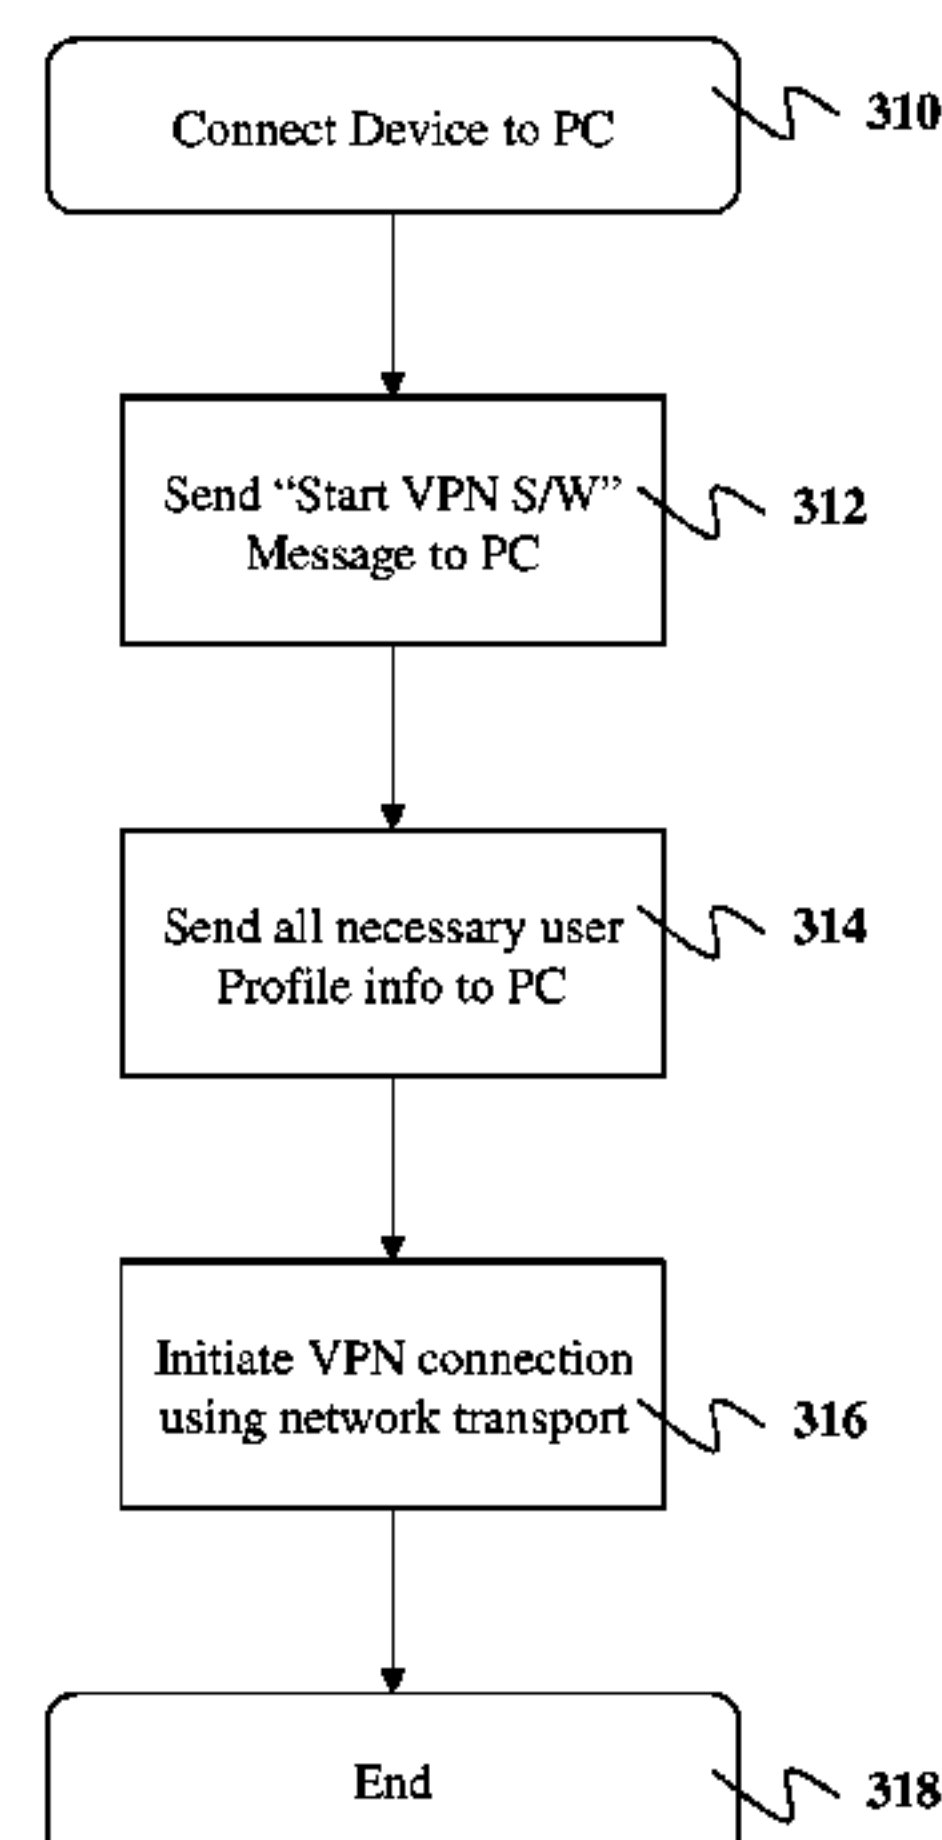 Connect Device to PC
310
Send “Start VPN S/W”
Message to PC
312
Send all necessary user
Profile info to PC
314
Initiate VPN connection
using network transport
316
End
318